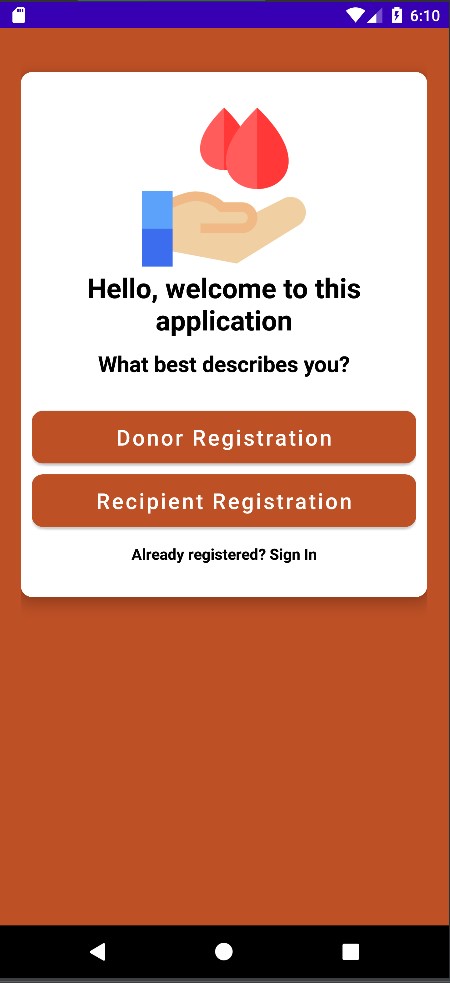 6:10
Hello, welcome to this
application
What best describes you?
Donor Registration
Recipient Registration
Already registered? Sign In